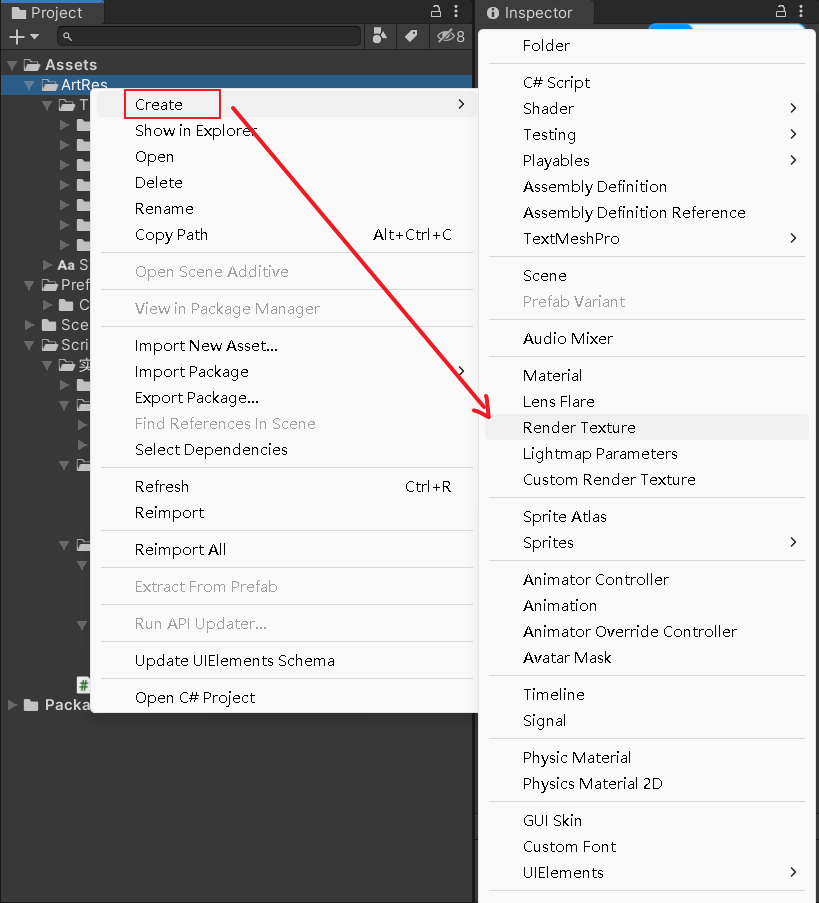 Project
8
Assets
ArtRes
T
Aa S
Pref
C
Sce
Scri
实
#
Packa
Create
Show in Explorer
Open
Delete
Rename
Copy Path Alt+Ctrl+C
Open Scene Additive
View in Package Manager
Import New Asset...
Import Package
Export Package...
Find References In Scene
Select Dependencies
Refresh Ctrl+R
Reimport
Reimport All
Extract From Prefab
Run API Updater...
Update UIElements Schema
Open C# Project
Inspector
Folder
C# Script
Shader
Testing
Playables
Assembly Definition
Assembly Definition Reference
TextMeshPro
Scene
Prefab Variant
Audio Mixer
Material
Lens Flare
Render Texture
Lightmap Parameters
Custom Render Texture
Sprite Atlas
Sprites
Animator Controller
Animation
Animator Override Controller
Avatar Mask
Timeline
Signal
Physic Material
Physics Material 2D
GUI Skin
Custom Font
UIElements